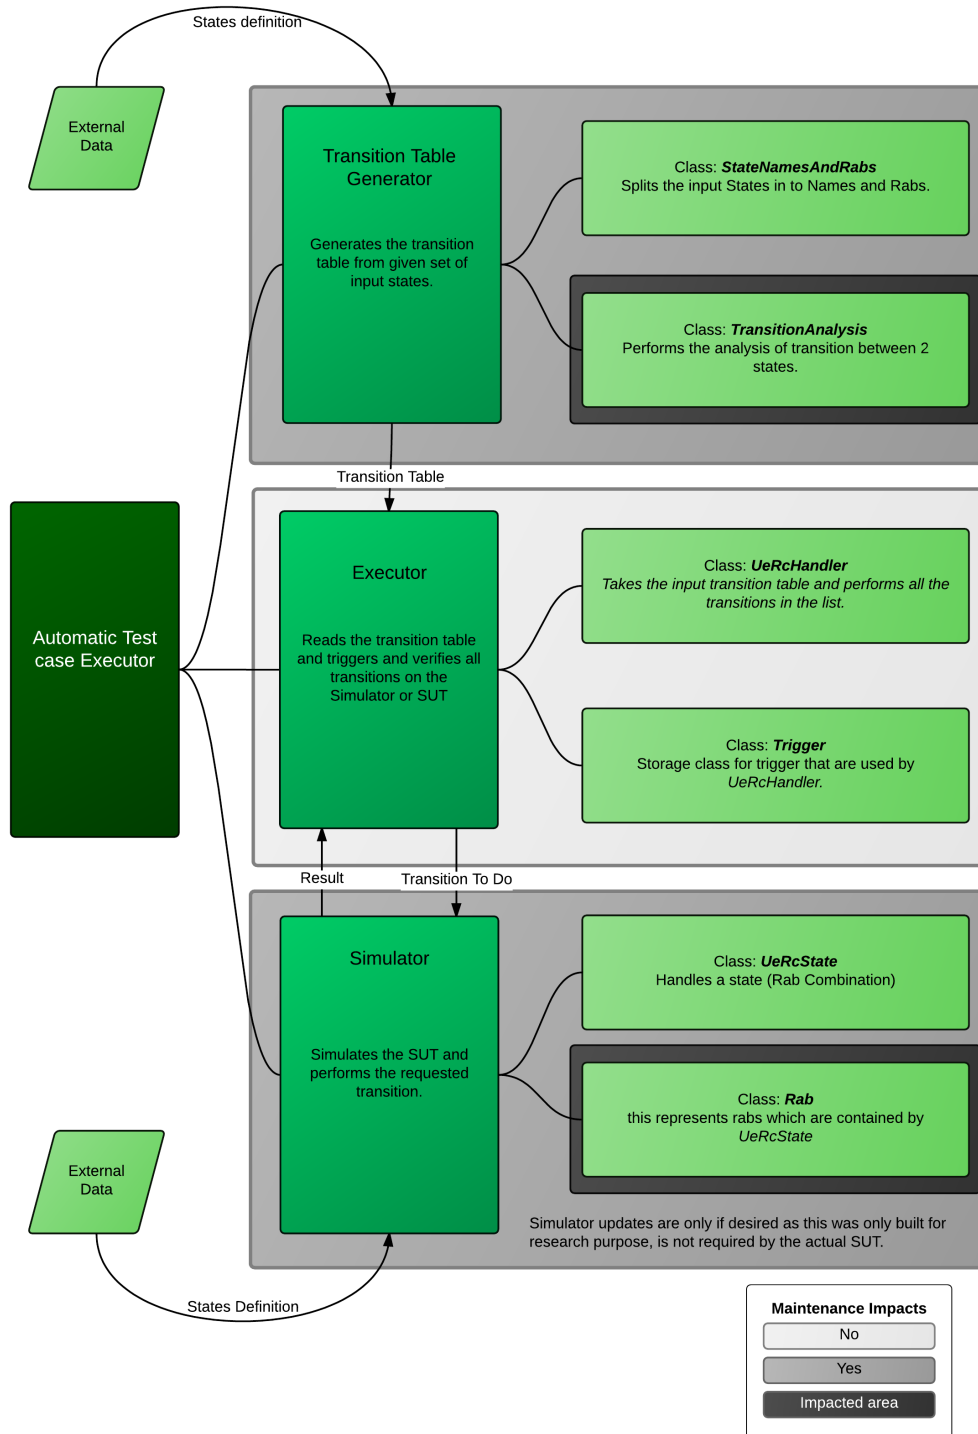 States definition
External
Data
Transition Table
Generator
Generates the transition
table from given set of
input states.
Class: StateNamesAndRabs
Splits the input States in to Names and Rabs.
Class: TransitionAnalysis
Performs the analysis of transition between 2
states.
Transition Table
Automatic Test
case Executor
Executor
Reads the transition table
and triggers and verifies all
transitions on the
Simulator or SUT
Class: UeRcHandler
Takes the input transition table and performs all the
transitions in the list.
Class: Trigger
Storage class for trigger that are used by
UeRcHandler.
Result
Transition To Do
Simulator
Simulates the SUT and
performs the requested
transition.
Class: UeRcState
Handles a state (Rab Combination)
Class: Rab
this represents rabs which are contained by
UeRcState
External
Data
Simulator updates are only if desired as this was only built for
research purpose, is not required by the actual SUT.
States Definition
Maintenance Impacts
No
Yes
Impacted area